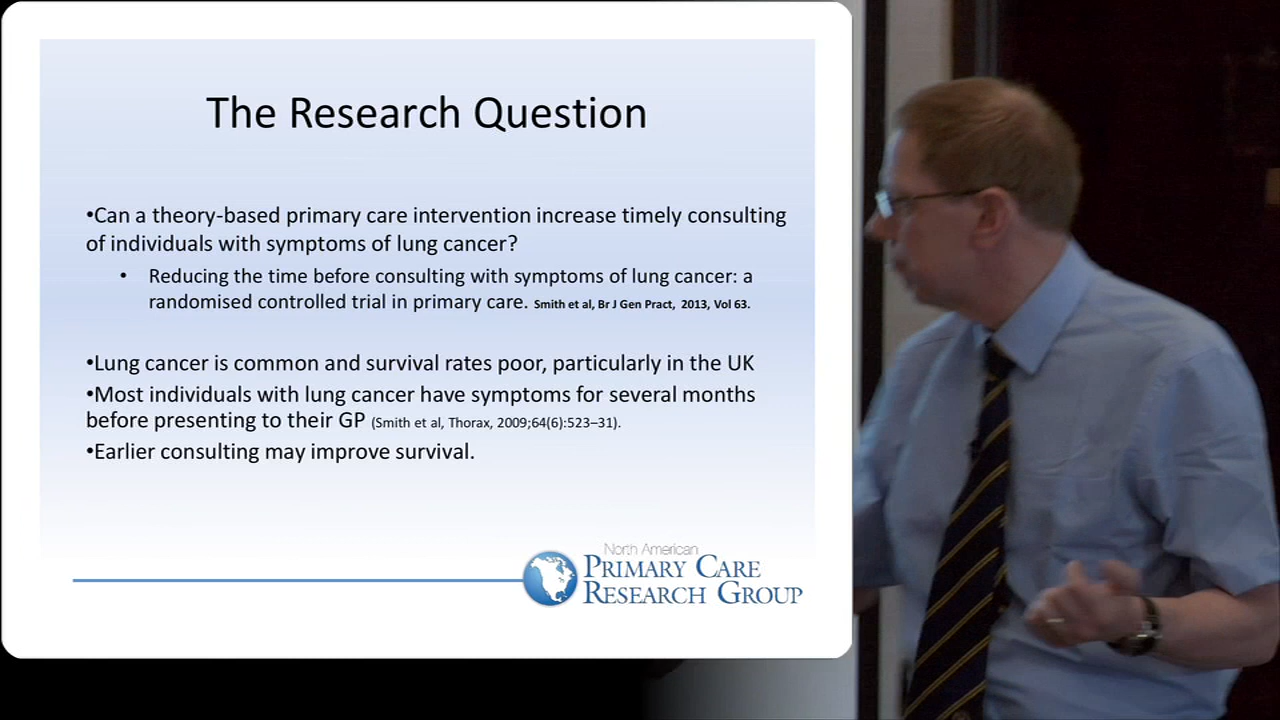 The Research Question
•Can a theory-based primary care intervention increase timely consulting
of individuals with symptoms of lung cancer?
• Reducing the time before consulting with symptoms of lung cancer: a
randomised controlled trial in primary care. Smith et al, Br J Gen Pract, 2013, Vol 63.
•Lung cancer is common and survival rates poor, particularly in the UK
•Most individuals with lung cancer have symptoms for several months
before presenting to their GP (Smith et al, Thorax, 2009;64(6):523–31).
•Earlier consulting may improve survival.
North American
PRIMARY CARE
RESEARCH GROUP